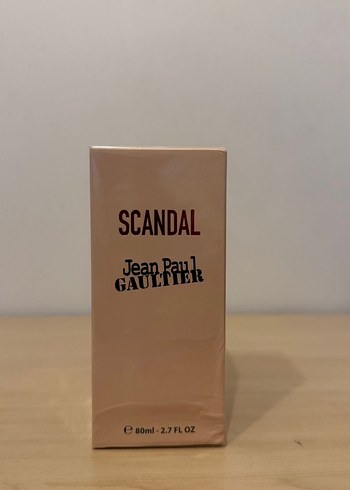 SCANDAL
Jean Paul
GAULTIER
℮ 80ml - 2.7 FL OZ